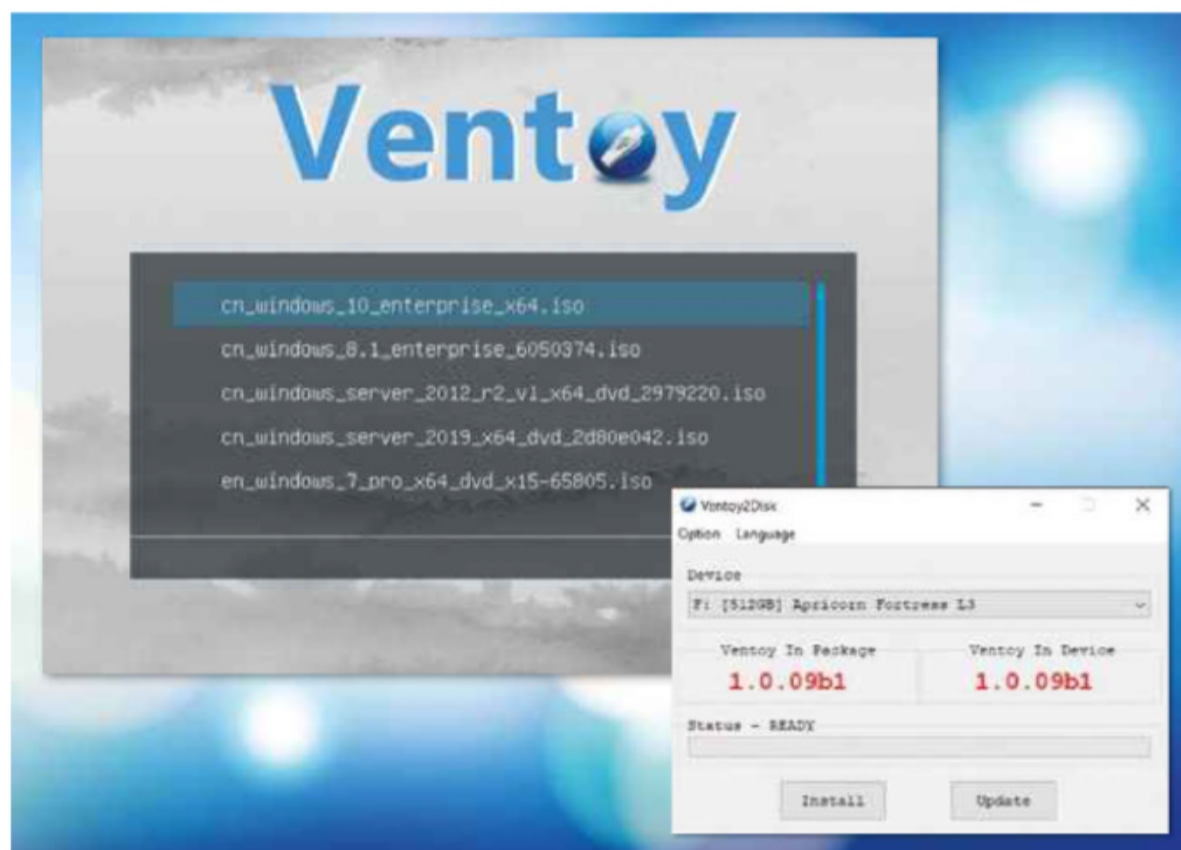 Ventoy
cn_windows_10_enterprise_x64.iso
cn_windows_8.1_enterprise_6050374.iso
cn_windows_server_2012_r2_vl_x64_dvd_2979220.iso
cn_windows_server_2019_x64_dvd_2d80e042.iso
en_windows_7_pro_x64_dvd_x15-65805.iso
Ventoy2Disk
Option Language
Device
F: [512GB] Apricorn Fortress L3
Ventoy In Package Ventoy In Device
1.0.09b1 1.0.09b1
Status - READY
Install Update